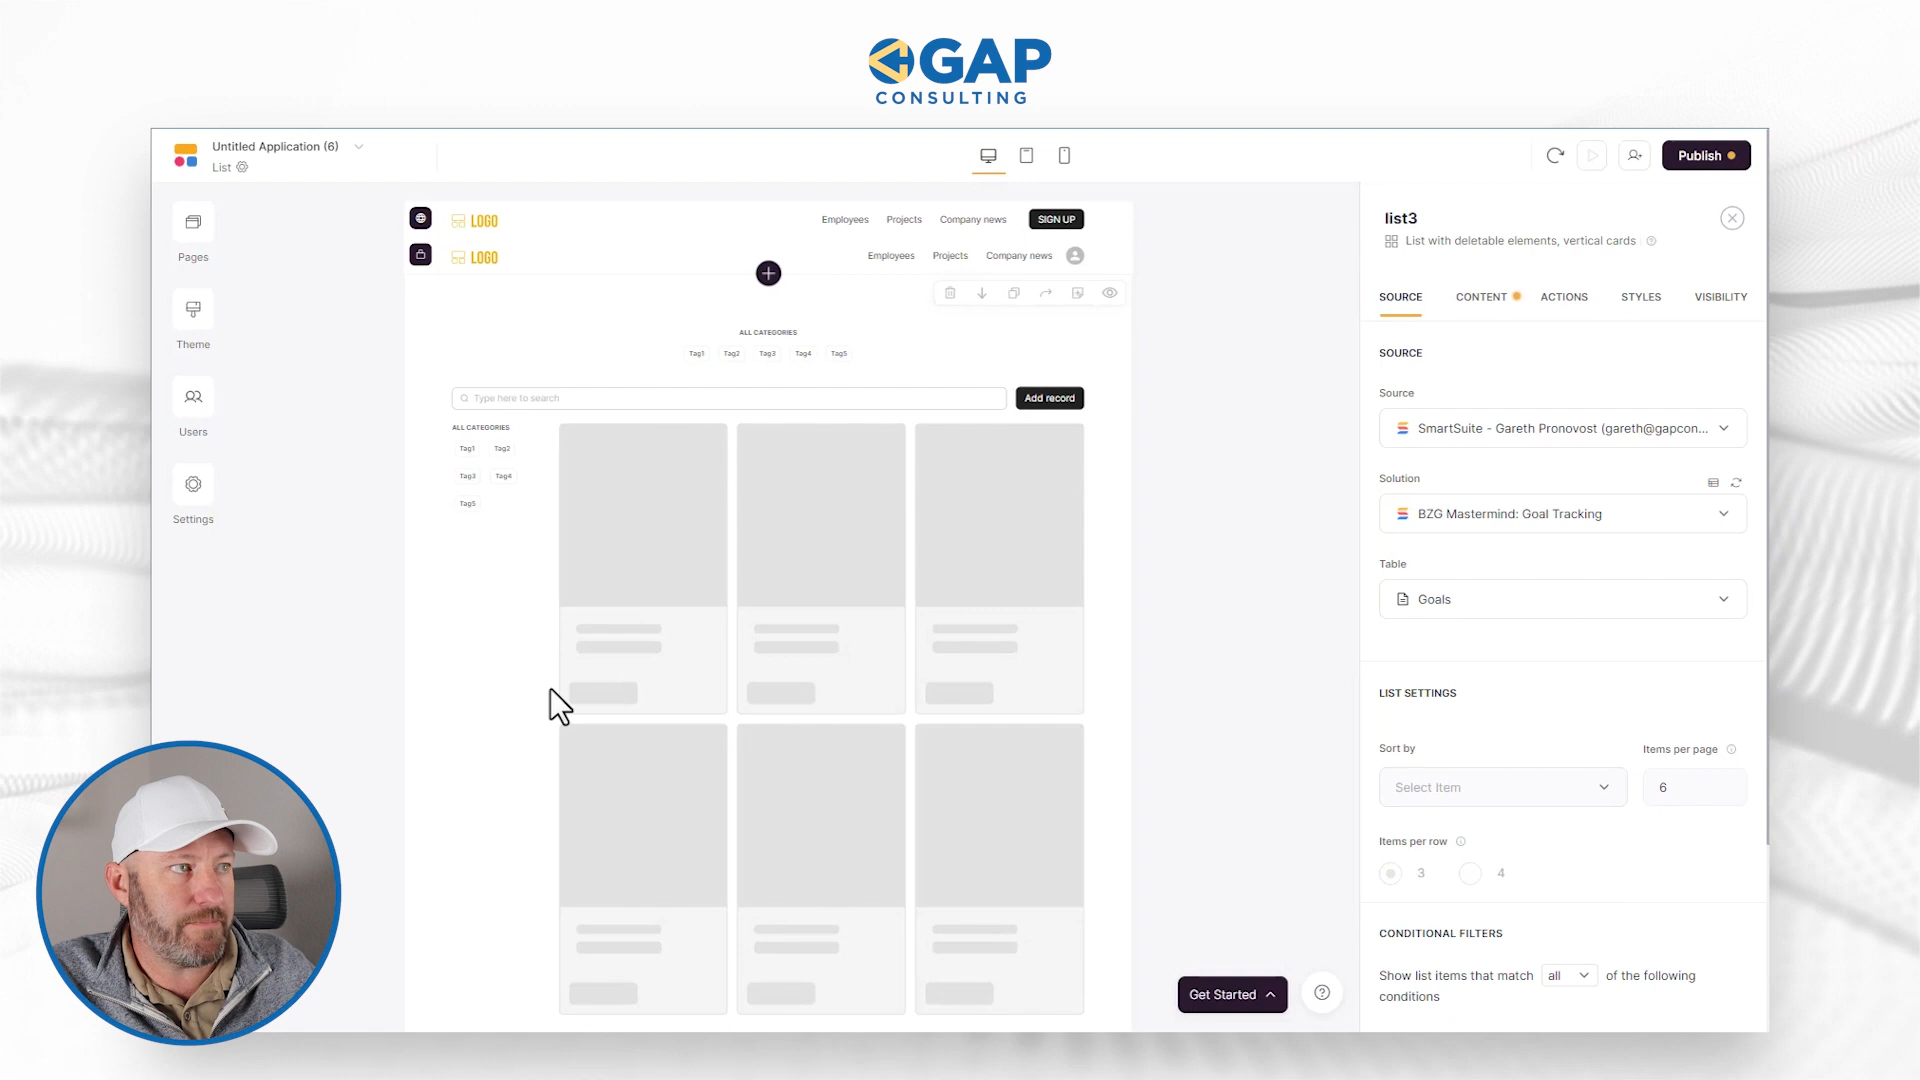 GAP
CONSULTING
Untitled Application (6)
List
Publish
Pages
Theme
Users
Settings
LOGO
Employees Projects Company news SIGN UP
LOGO
Employees Projects Company news
ALL CATEGORIES
Tag1 Tag2 Tag3 Tag4 Tag5
Type here to search
Add record
ALL CATEGORIES
Tag1 Tag2
Tag3 Tag4
Tag5
Get Started
list3
List with deletable elements, vertical cards
SOURCE CONTENT ACTIONS STYLES VISIBILITY
SOURCE
Source
SmartSuite - Gareth Pronovost (gareth@gapcon...
Solution
BZG Mastermind: Goal Tracking
Table
Goals
LIST SETTINGS
Sort by
Items per page
Select Item
6
Items per row
3 4
CONDITIONAL FILTERS
Show list items that match all of the following
conditions